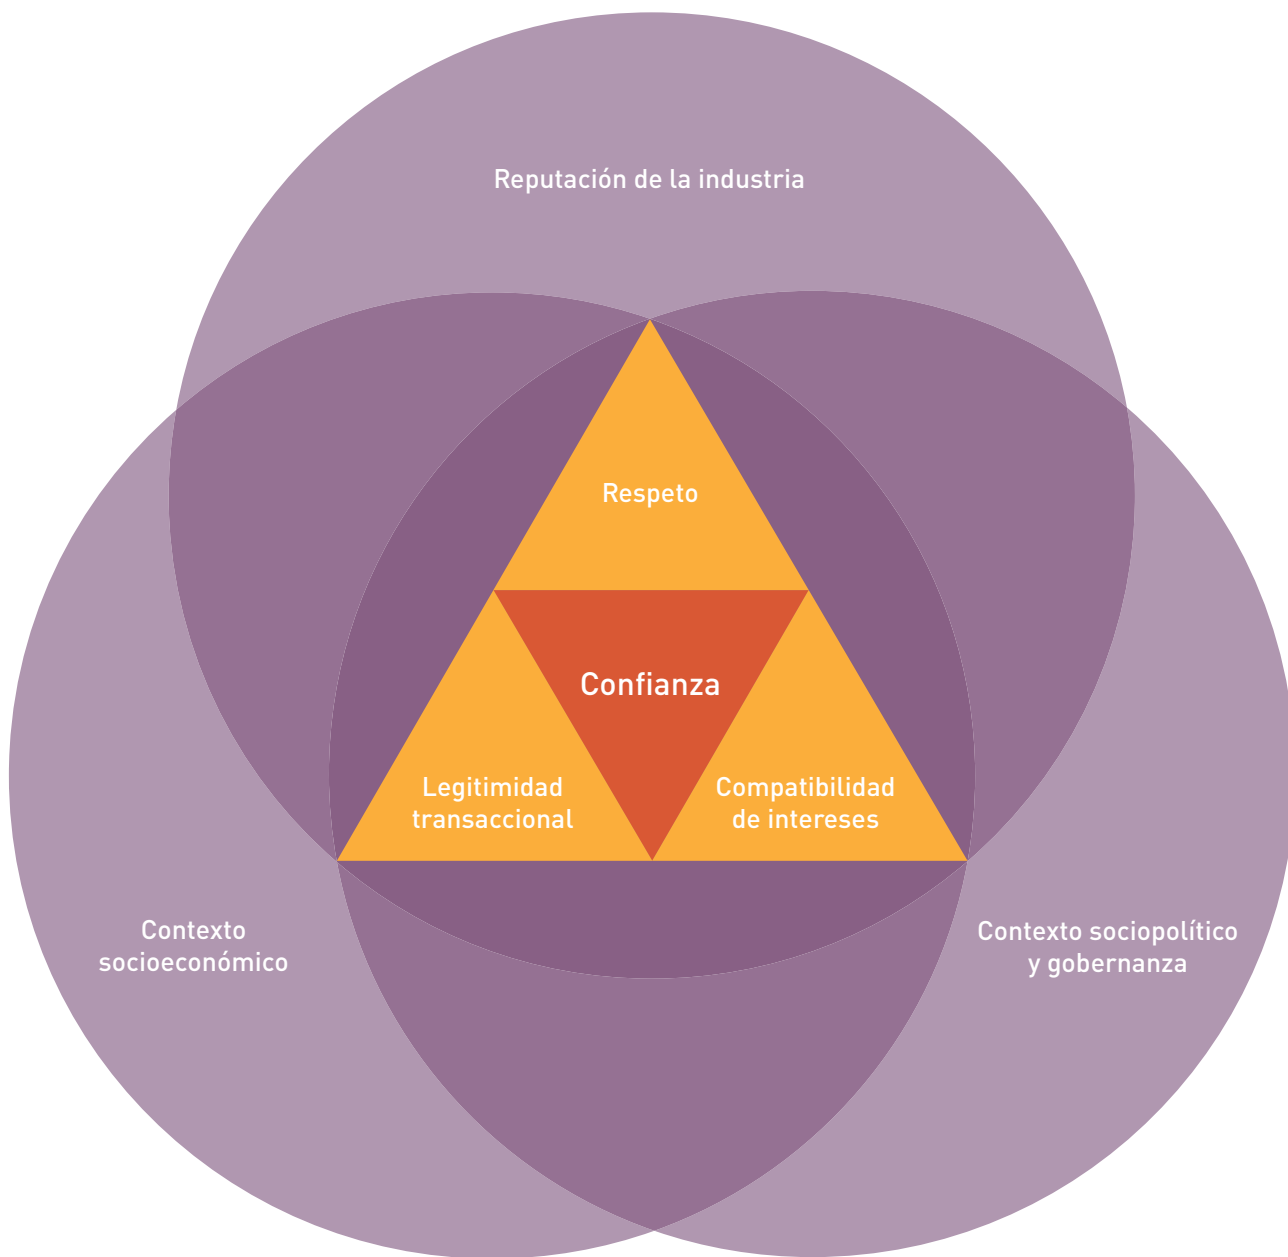 Reputación de la industria
Respeto
Confianza
Legitimidad
transaccional
Compatibilidad
de intereses
Contexto
socioeconómico
Contexto sociopolítico
y gobernanza